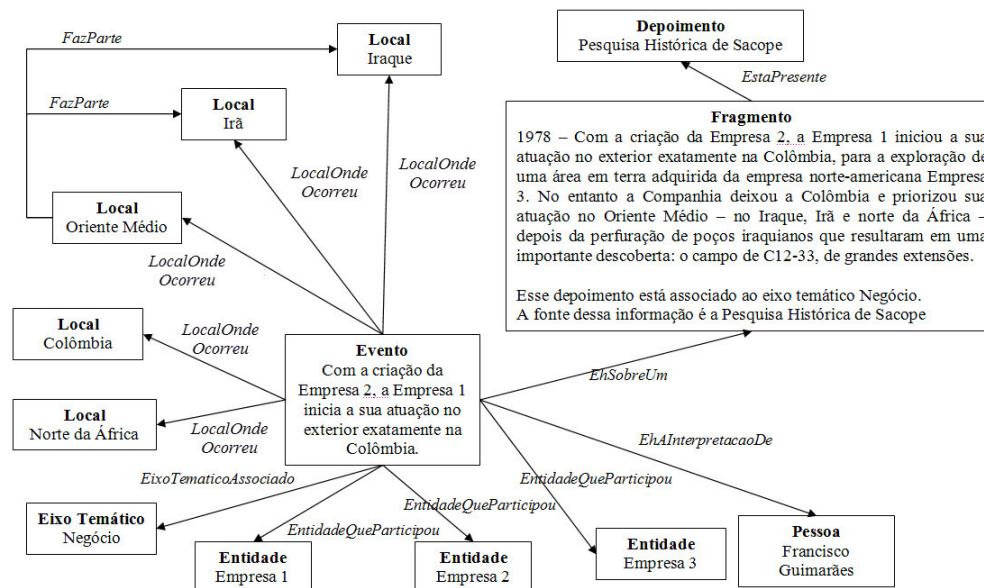 Depoimento
Pesquisa Histórica de Sacope
FazParte
Local
Iraque
EstaPresente
FazParte
Local
Irã
Fragmento
1978 – Com a criação da Empresa 2, a Empresa 1 iniciou a sua
atuação no exterior exatamente na Colômbia, para a exploração de
uma área em terra adquirida da empresa norte-americana Empresa
3. No entanto a Companhia deixou a Colômbia e priorizou sua
atuação no Oriente Médio – no Iraque, Irã e norte da África –
depois da perfuração de poços iraquianos que resultaram em uma
importante descoberta: o campo de C12-33, de grandes extensões.
Esse depoimento está associado ao eixo temático Negócio.
A fonte dessa informação é a Pesquisa Histórica de Sacope
LocalOnde
Ocorreu
LocalOnde
Ocorreu
Local
Oriente Médio
LocalOnde
Ocorreu
Local
Colômbia
LocalOnde
Ocorreu
Evento
Com a criação da
Empresa 2, a Empresa 1
inicia a sua atuação no
exterior exatamente na
Colômbia.
EhSobreUm
Local
Norte da África
LocalOnde
Ocorreu
EhAInterpretacaoDe
EixoTematicoAssociado
EntidadeQueParticipou
EntidadeQueParticipou
EntidadeQueParticipou
Eixo Temático
Negócio
Entidade
Empresa 1
Entidade
Empresa 2
Entidade
Empresa 3
Pessoa
Francisco
Guimarães